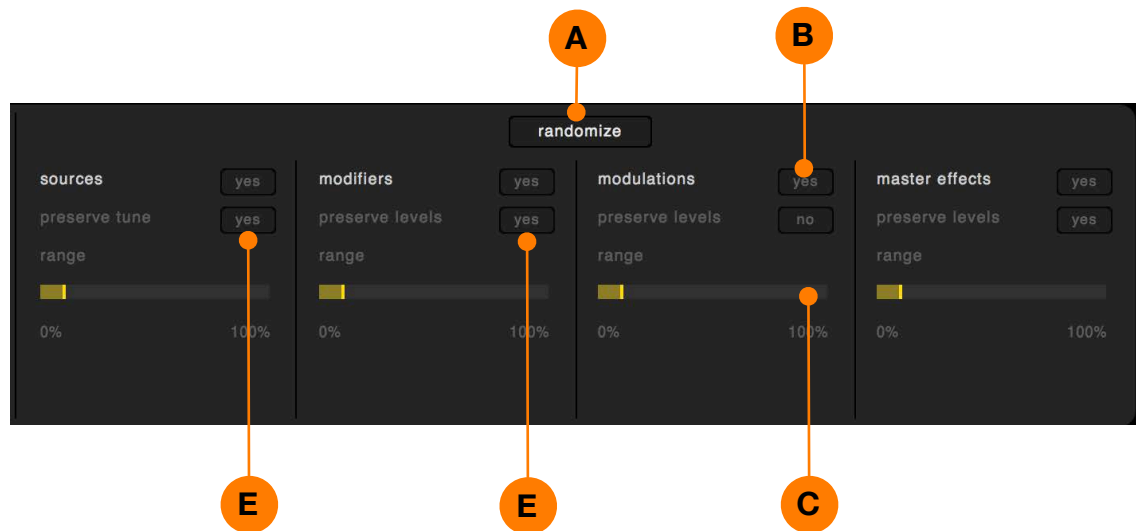 A
B
randomize
sources yes modifiers yes modulations yes master effects yes
preserve tune yes preserve levels yes preserve levels no preserve levels yes
range range range range
0% 100% 0% 100% 0% 100% 0% 100%
E E C